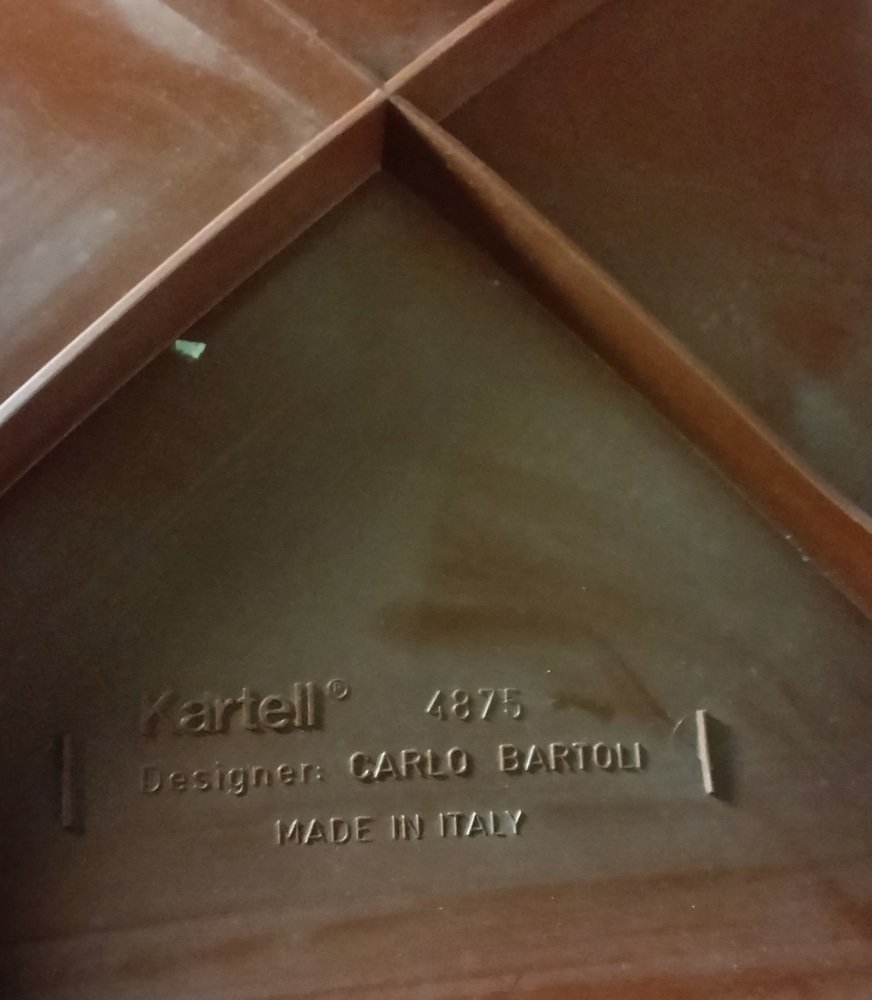 Kartell® 4875
Designer: CARLO BARTOLI
MADE IN ITALY